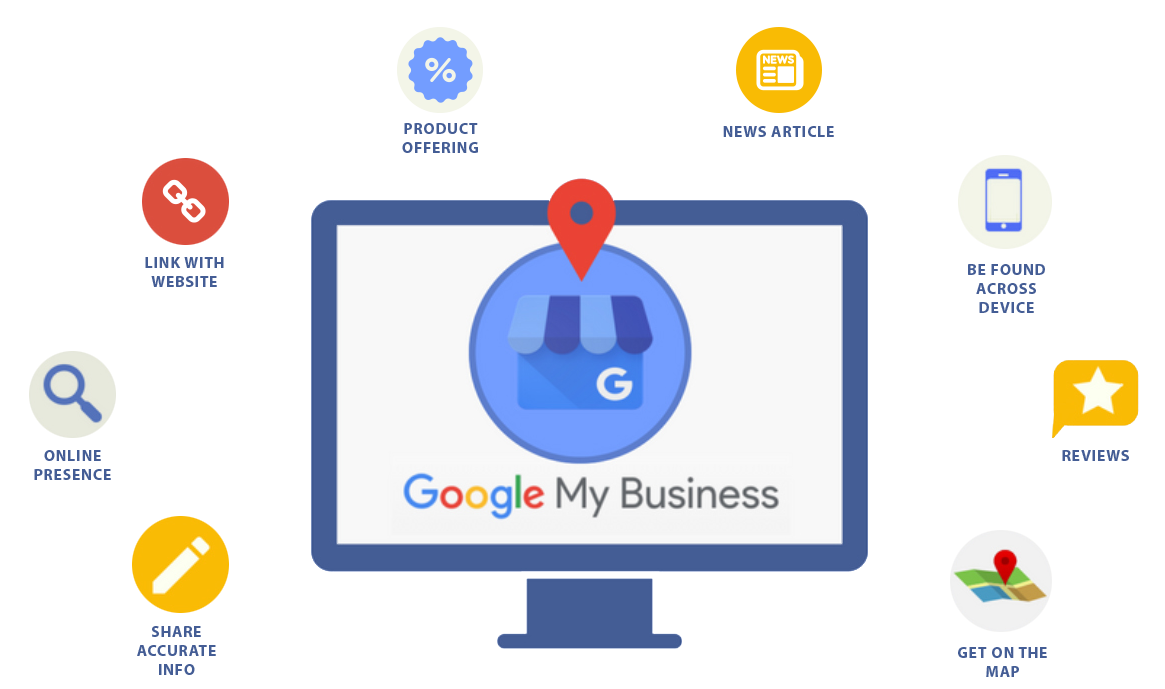 NEWS
%
PRODUCT
OFFERING
NEWS ARTICLE
LINK WITH
WEBSITE
BE FOUND
ACROSS
DEVICE
G
ONLINE
PRESENCE
REVIEWS
Google My Business
SHARE
ACCURATE
INFO
GET ON THE
MAP